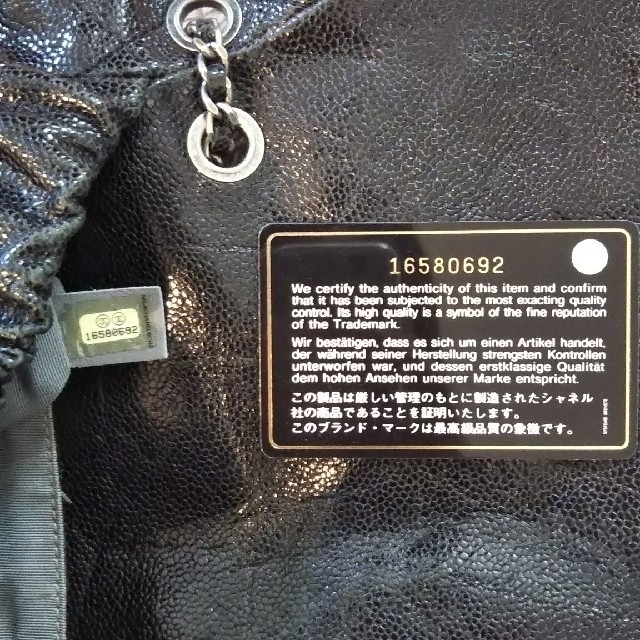 16580692
We certify the authenticity of this item and confirm
that it has been subjected to the most exacting quality
control. Its high quality is a symbol of the fine reputation
of the Trademark.
Wir bestätigen, dass es sich um einen Artikel handelt,
der während seiner Herstellung strengsten Kontrollen
unterworfen war, und dessen erstklassige Qualität
dem hohen Ansehen unserer Marke entspricht.
この製品は厳しい管理のもとに製造されたシャネル
社の商品であることを証明いたします。
このブランド・マークは最高級品質の象徴です。
16580692